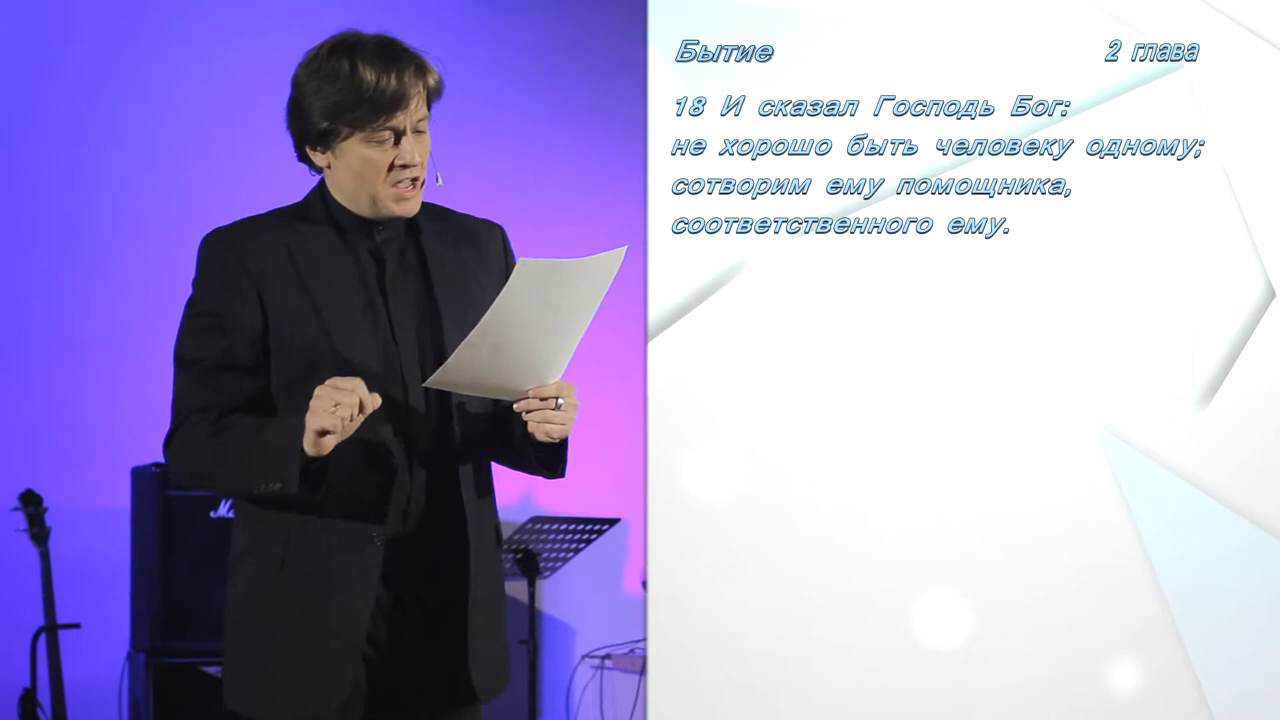 Бытие 2 глава
18 И сказал Господь Бог:
не хорошо быть человеку одному;
сотворим ему помощника,
соответственного ему.